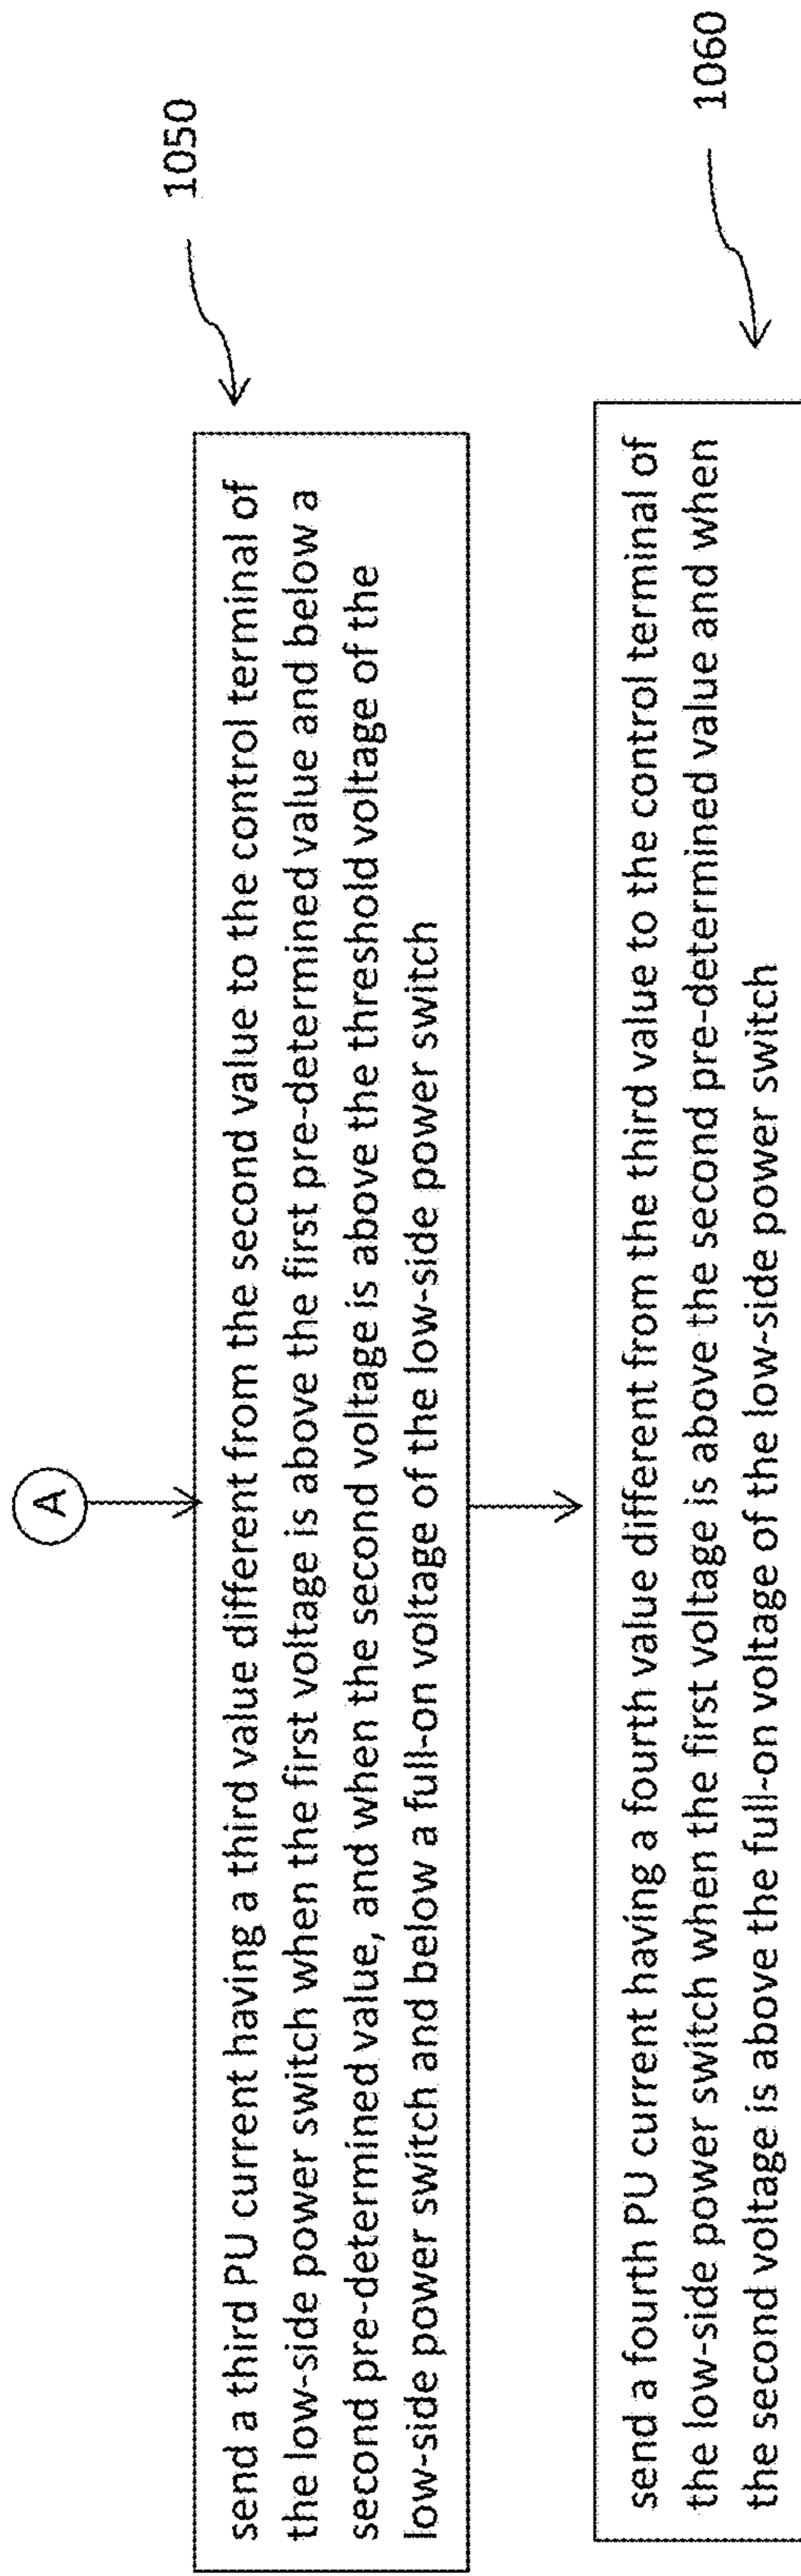 A
1050
send a third PU current having a third value different from the second value to the control terminal of
the low-side power switch when the first voltage is above the first pre-determined value and below a
second pre-determined value, and when the second voltage is above the threshold voltage of the
low-side power switch and below a full-on voltage of the low-side power switch
1060
send a fourth PU current having a fourth value different from the third value to the control terminal of
the low-side power switch when the first voltage is above the second pre-determined value and when
the second voltage is above the full-on voltage of the low-side power switch